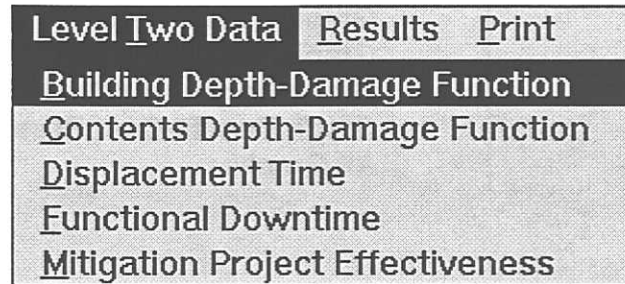 Level Two Data Results Print
Building Depth-Damage Function
Contents Depth-Damage Function
Displacement Time
Functional Downtime
Mitigation Project Effectiveness